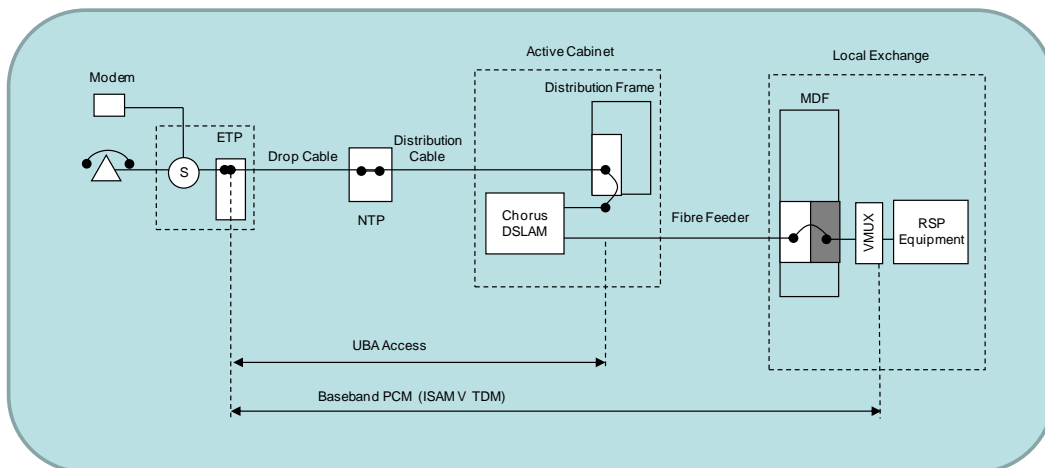 Active Cabinet
Local Exchange
Modem
Distribution Frame
MDF
ETP
Drop Cable
Distribution
Cable
S
NTP
Chorus
DSLAM
Fibre Feeder
VMUX
RSP
Equipment
UBA Access
Baseband PCM (ISAM V TDM)